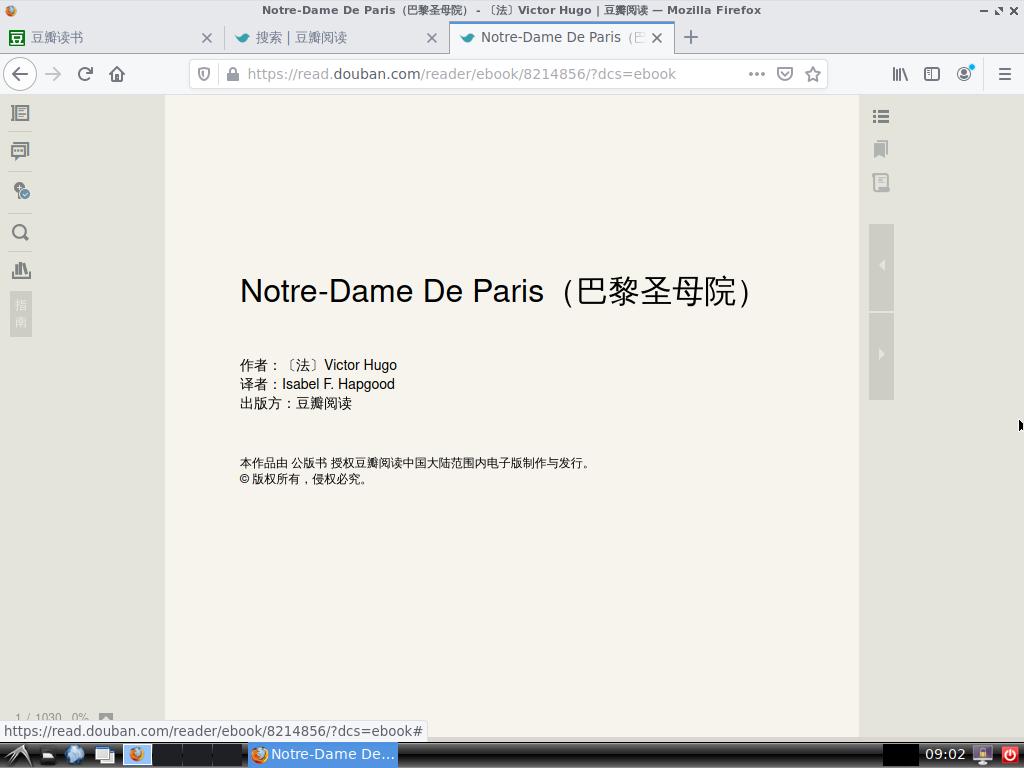 Notre-Dame De Paris（巴黎圣母院） - 〔法〕Victor Hugo | 豆瓣阅读 — Mozilla Firefox
豆瓣读书
搜索 | 豆瓣阅读
Notre-Dame De Paris（巴
https://read.douban.com/reader/ebook/8214856/?dcs=ebook
指南
Notre-Dame De Paris（巴黎圣母院）
作者：〔法〕Victor Hugo
译者：Isabel F. Hapgood
出版方：豆瓣阅读
本作品由 公版书 授权豆瓣阅读中国大陆范围内电子版制作与发行。
© 版权所有，侵权必究。
1 / 1030 0%
https://read.douban.com/reader/ebook/8214856/?dcs=ebook#
Notre-Dame De...
09:02